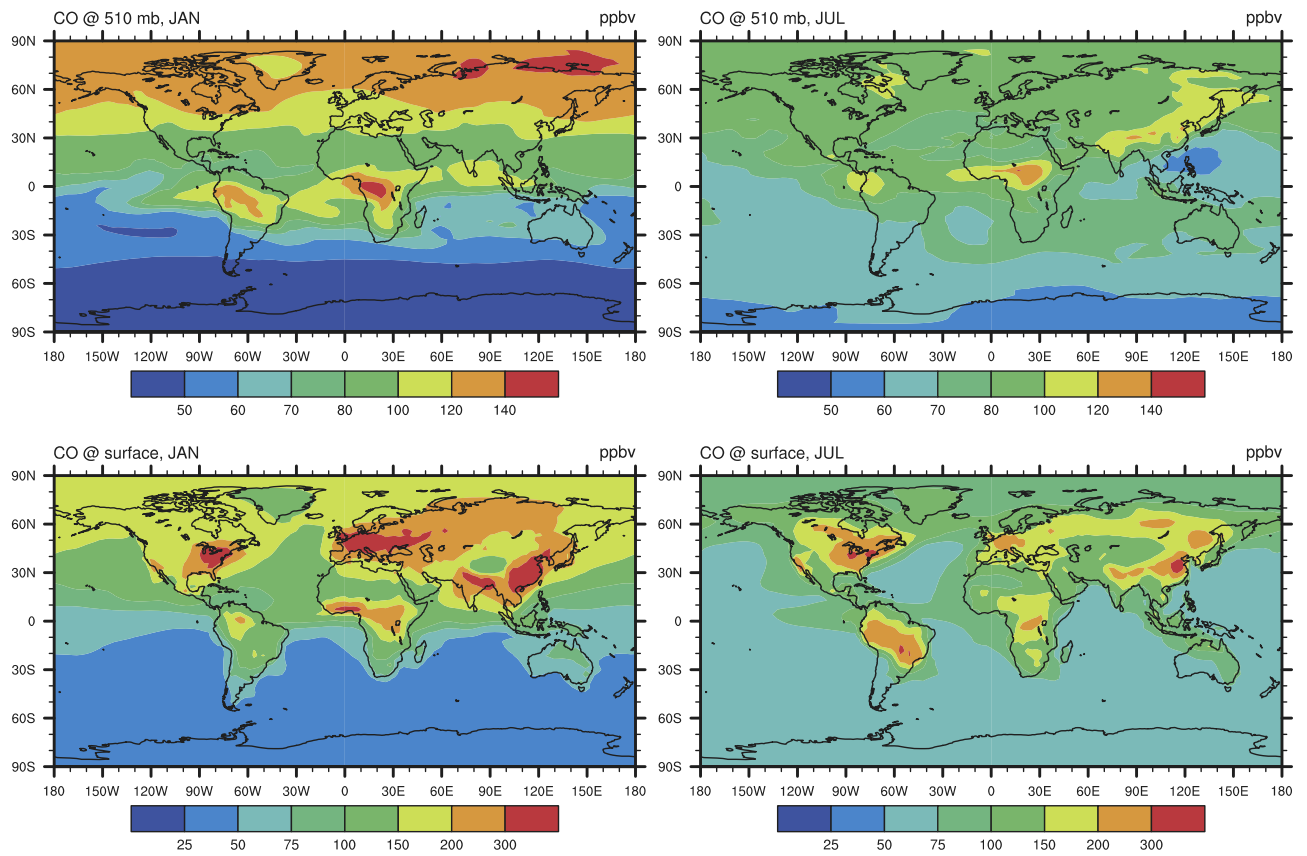 CO @ 510 mb, JAN ppbv
90N
60N
30N
0
30S
60S
90S
180 150W 120W 90W 60W 30W 0 30E 60E 90E 120E 150E 180
50 60 70 80 100 120 140
CO @ 510 mb, JUL ppbv
90N
60N
30N
0
30S
60S
90S
180 150W 120W 90W 60W 30W 0 30E 60E 90E 120E 150E 180
50 60 70 80 100 120 140
CO @ surface, JAN ppbv
90N
60N
30N
0
30S
60S
90S
180 150W 120W 90W 60W 30W 0 30E 60E 90E 120E 150E 180
25 50 75 100 150 200 300
CO @ surface, JUL ppbv
90N
60N
30N
0
30S
60S
90S
180 150W 120W 90W 60W 30W 0 30E 60E 90E 120E 150E 180
25 50 75 100 150 200 300